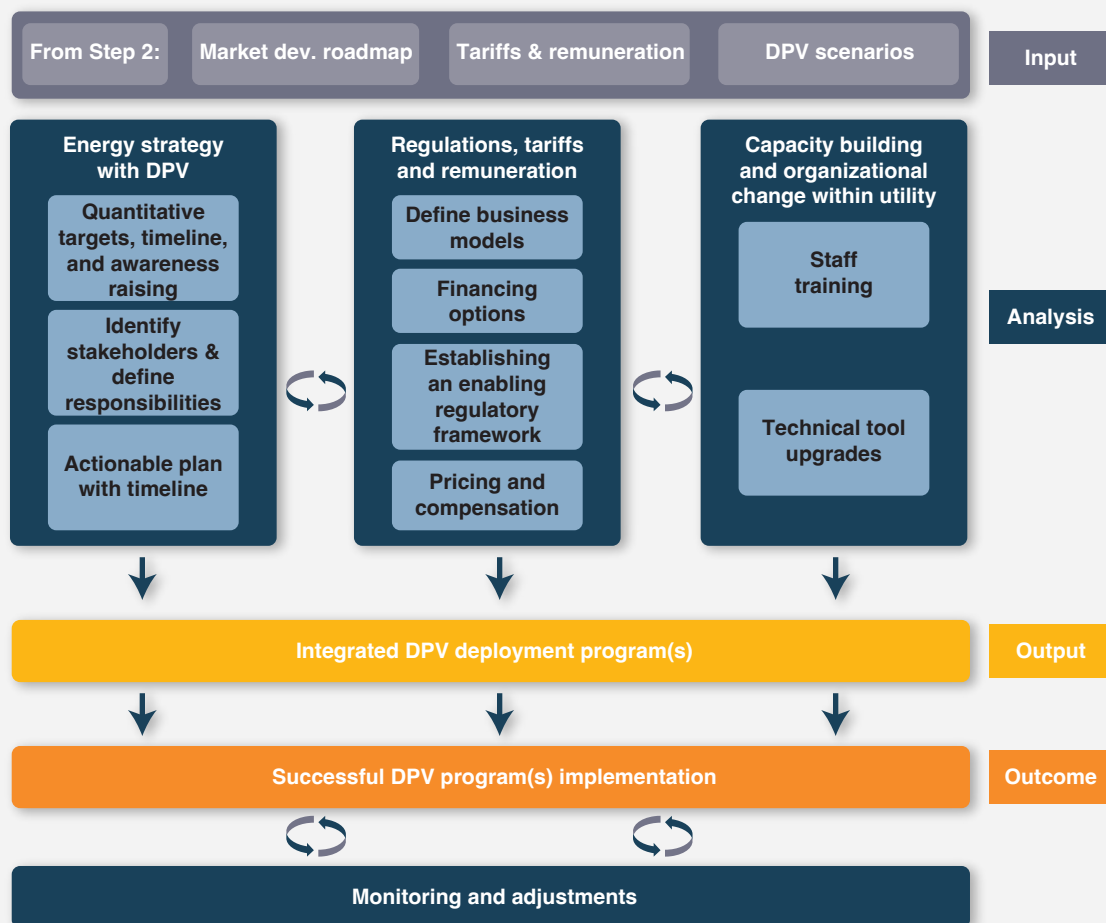 From Step 2:
Market dev. roadmap
Tariffs & remuneration
DPV scenarios
Input
Energy strategy
with DPV
Quantitative
targets, timeline,
and awareness
raising
Identify
stakeholders &
define
responsibilities
Actionable plan
with timeline
Regulations, tariffs
and remuneration
Define business
models
Financing
options
Establishing
an enabling
regulatory
framework
Pricing and
compensation
Capacity building
and organizational
change within utility
Staff
training
Technical tool
upgrades
Analysis
Integrated DPV deployment program(s)
Output
Successful DPV program(s) implementation
Outcome
Monitoring and adjustments